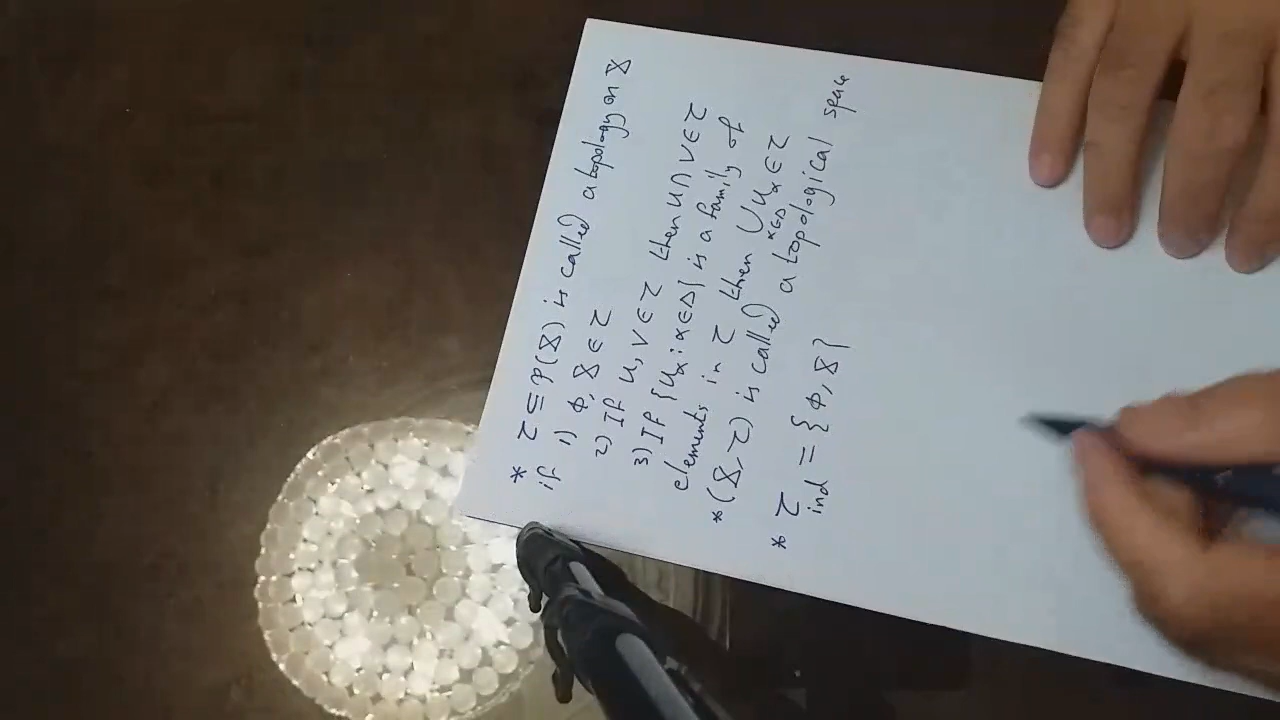 * τ ⊆ P(X) is called a topology on X
if 1) φ, X ∈ τ
2) If U, V ∈ τ then U ∩ V ∈ τ
3) If {Uα : α ∈ Δ} is a family of
elements in τ then ∪ Uα ∈ τ
α∈Δ
* (X, τ) is called a topological space
* τ ind = {φ, X}